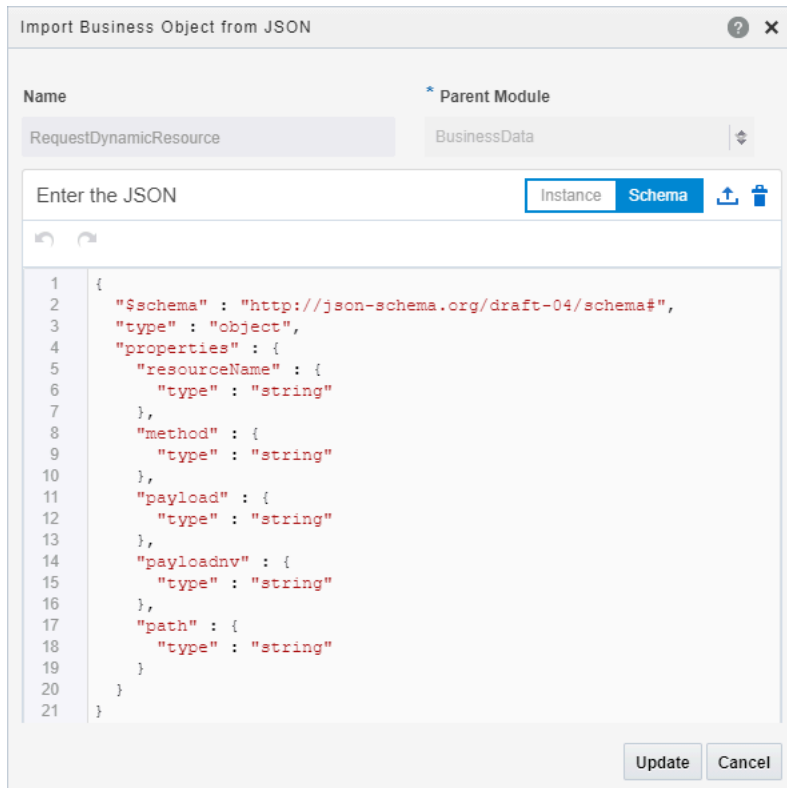 Import Business Object from JSON
Name
* Parent Module
RequestDynamicResource
BusinessData
Enter the JSON
Instance
Schema
1 {
2 "$schema" : "http://json-schema.org/draft-04/schema#",
3 "type" : "object",
4 "properties" : {
5 "resourceName" : {
6 "type" : "string"
7 },
8 "method" : {
9 "type" : "string"
10 },
11 "payload" : {
12 "type" : "string"
13 },
14 "payloadnv" : {
15 "type" : "string"
16 },
17 "path" : {
18 "type" : "string"
19 }
20 }
21 }
Update
Cancel